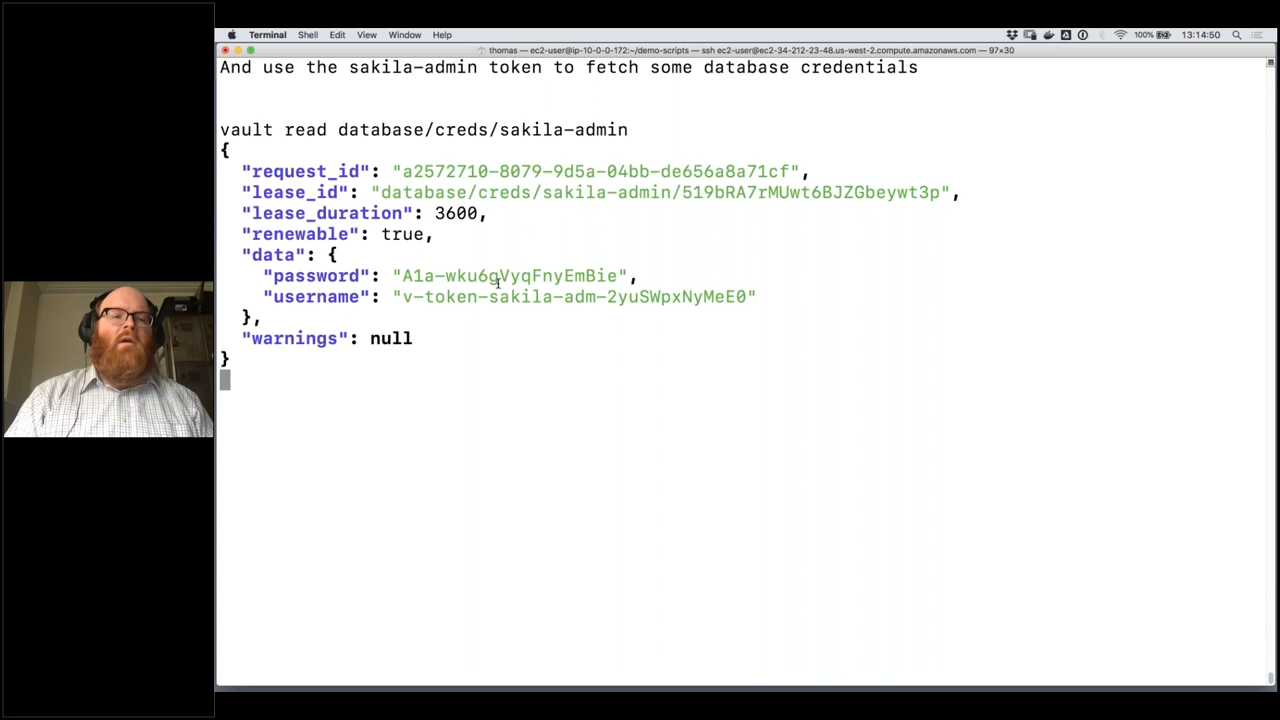 Terminal Shell Edit View Window Help 100% 13:14:50
thomas — ec2-user@ip-10-0-0-172:~/demo-scripts — ssh ec2-user@ec2-34-212-23-48.us-west-2.compute.amazonaws.com — 97×30
And use the sakila-admin token to fetch some database credentials
vault read database/creds/sakila-admin
{
"request_id": "a2572710-8079-9d5a-04bb-de656a8a71cf",
"lease_id": "database/creds/sakila-admin/519bRA7rMUwt6BJZGbeywt3p",
"lease_duration": 3600,
"renewable": true,
"data": {
"password": "A1a-wku6gVyqFnyEmBie",
"username": "v-token-sakila-adm-2yuSWpxNyMeE0"
},
"warnings": null
}